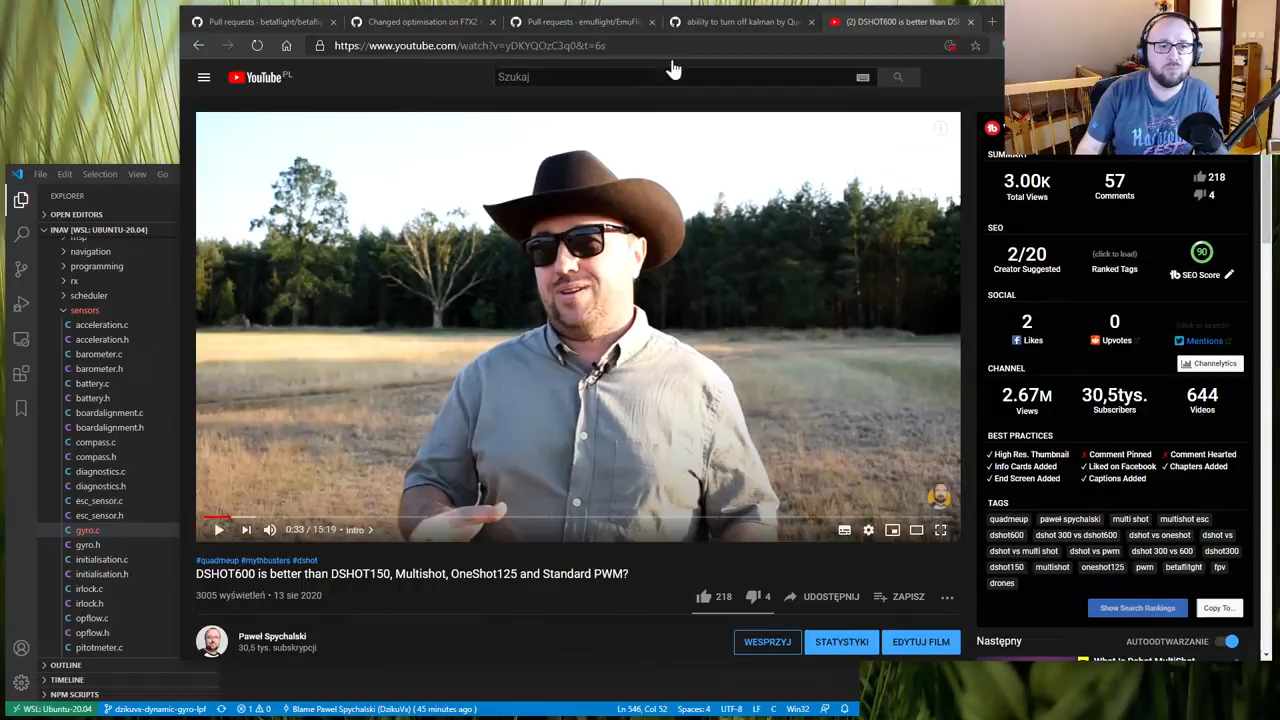 Pull requests · betaflight/betaflig
Changed optimisation on F7X2
Pull requests · emuflight/EmuFl
ability to turn off kalman by Qu
(2) DSHOT600 is better than DS
https://www.youtube.com/watch?v=yDKYQOzC3q0&t=6s
YouTube PL
Szukaj
File Edit Selection View Go
EXPLORER
OPEN EDITORS
INAV [WSL: UBUNTU-20.04]
navigation
programming
rx
scheduler
sensors
acceleration.c
acceleration.h
barometer.c
barometer.h
battery.c
battery.h
boardalignment.c
boardalignment.h
compass.c
compass.h
diagnostics.c
diagnostics.h
esc_sensor.c
esc_sensor.h
gyro.c
gyro.h
initialisation.c
initialisation.h
irlock.c
irlock.h
opflow.c
opflow.h
pitotmeter.c
OUTLINE
TIMELINE
NPM SCRIPTS
0:33 / 15:19 • intro
#quadmeup #mythbusters #dshot
DSHOT600 is better than DSHOT150, Multishot, OneShot125 and Standard PWM?
3005 wyświetleń • 13 sie 2020
218 4 UDOSTĘPNIJ ZAPISZ
Paweł Spychalski
30,5 tys. subskrypcji
WESPRZYJ STATYSTYKI EDYTUJ FILM
SUMMARY
3.00K 57 218
Total Views Comments 4
SEO
2/20 (click to load) 90
Creator Suggested Ranked Tags SEO Score
SOCIAL
2 0 (click to search)
Likes Upvotes Mentions
Channelytics
CHANNEL
2.67M 30,5tys. 644
Views Subscribers Videos
BEST PRACTICES
✓ High Res. Thumbnail ✗ Comment Pinned ✗ Comment Hearted
✓ Info Cards Added ✓ Liked on Facebook ✓ Chapters Added
✓ End Screen Added ✓ Captions Added
TAGS
quadmeup paweł spychalski multi shot multishot esc
dshot600 dshot 300 vs dshot600 dshot vs oneshot dshot vs
dshot vs multi shot dshot vs pwm dshot 300 vs 600 dshot300
dshot150 multishot oneshot125 pwm betaflight fpv
drones
Show Search Rankings Copy To...
Następny AUTOODTWARZANIE
WSL: Ubuntu-20.04 dzikuvx-dynamic-gyro-lpf 1 0 Blame Paweł Spychalski ( 45 minutes ago ) Ln 546, Col 52 Spaces: 4 UTF-8 LF C Win32